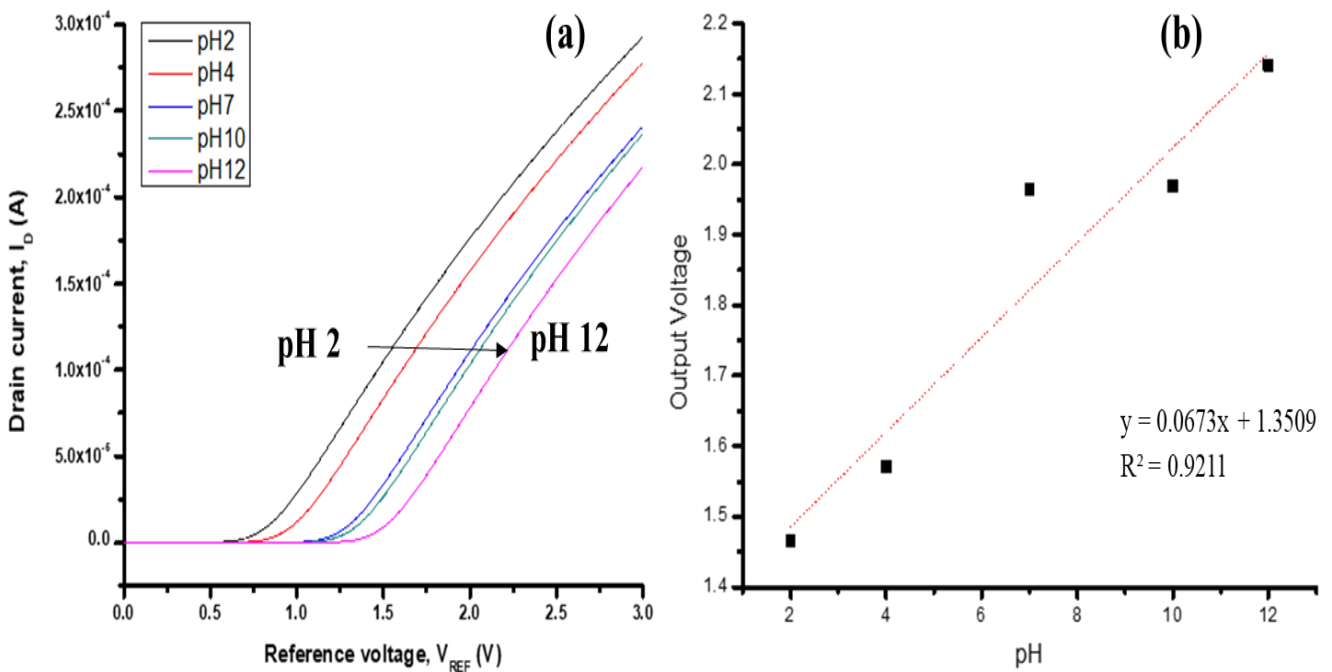 (a)
pH2
pH4
pH7
pH10
pH12
3.0x10⁻⁴
2.5x10⁻⁴
2.0x10⁻⁴
1.5x10⁻⁴
1.0x10⁻⁴
5.0x10⁻⁵
0.0
Drain current, I_D (A)
pH 2
pH 12
0.0 0.5 1.0 1.5 2.0 2.5 3.0
Reference voltage, V_REF (V)
(b)
2.2
2.1
2.0
1.9
1.8
1.7
1.6
1.5
1.4
Output Voltage
y = 0.0673x + 1.3509
R² = 0.9211
2 4 6 8 10 12
pH